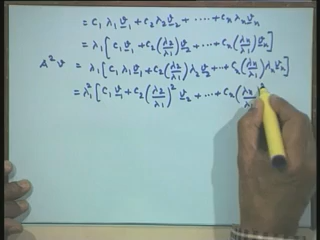 = c₁ λ₁ v₁ + c₂ λ₂ v₂ + ····· + cₙ λₙ vₙ
= λ₁ [ c₁ v₁ + c₂ (λ₂/λ₁) v₂ + ··· + cₙ (λₙ/λ₁) vₙ ]
A² v = λ₁ [ c₁ λ₁ v₁ + c₂ (λ₂/λ₁) λ₂ v₂ + ··· + cₙ (λₙ/λ₁) λₙ vₙ ]
= λ₁² [ c₁ v₁ + c₂ (λ₂/λ₁)² v₂ + ··· + cₙ (λₙ/λ₁)²